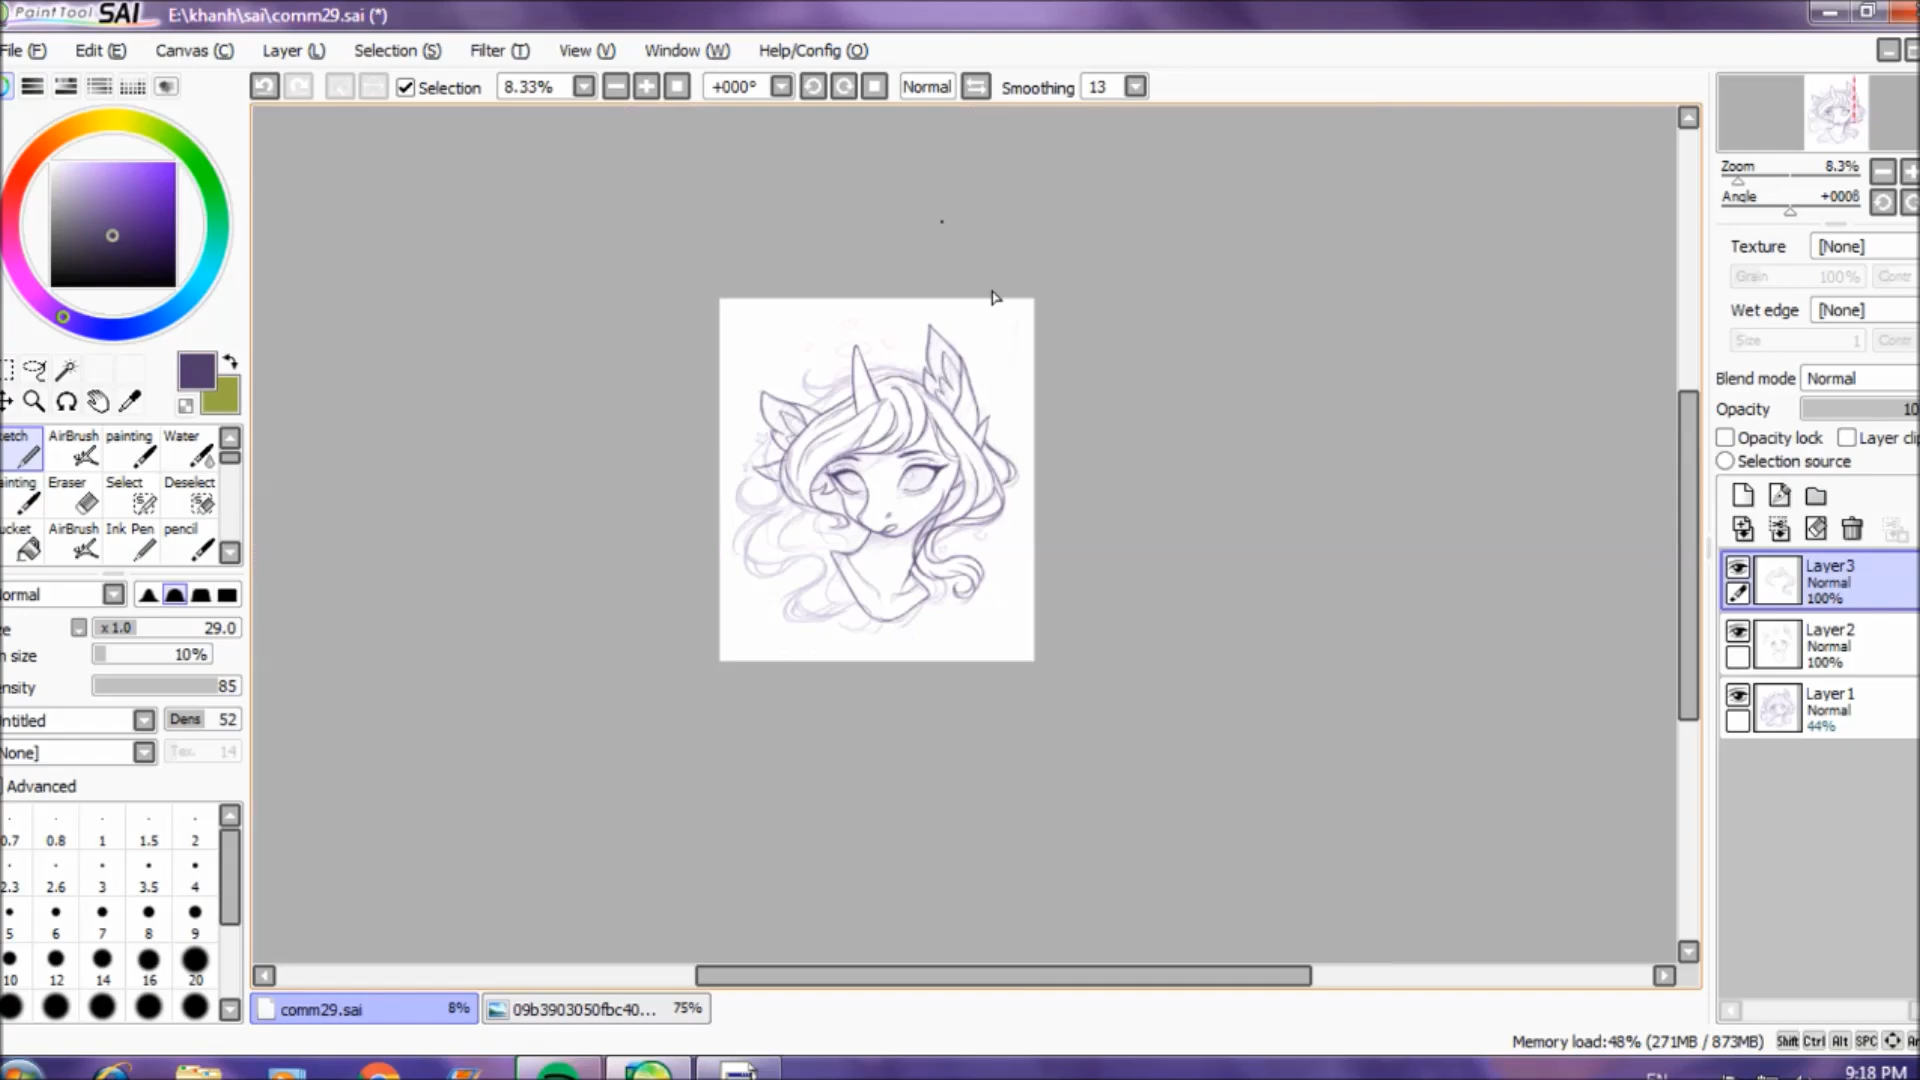 PaintTool SAI E:\khanh\sai\comm29.sai (*)
File (F) Edit (E) Canvas (C) Layer (L) Selection (S) Filter (T) View (V) Window (W) Help/Config (O)
Selection 8.33% +000° Normal Smoothing 13
Zoom 8.3%
Angle +000ß
Texture [None]
Grain 100% Contr
Wet edge [None]
Size 1 Contr
Blend mode Normal
Opacity 10
Opacity lock Layer cli
Selection source
etch AirBrush painting Water
ainting Eraser Select Deselect
ucket AirBrush Ink Pen pencil
ormal
ze x 1.0 29.0
n size 10%
ensity 85
ntitled Dens 52
None] Tex. 14
Advanced
0.7 0.8 1 1.5 2
2.3 2.6 3 3.5 4
5 6 7 8 9
10 12 14 16 20
Layer3
Normal
100%
Layer2
Normal
100%
Layer1
Normal
44%
comm29.sai 8% 09b3903050fbc40... 75%
Memory load:48% (271MB / 873MB) Shift Ctrl Alt SPC An
EN 9:18 PM